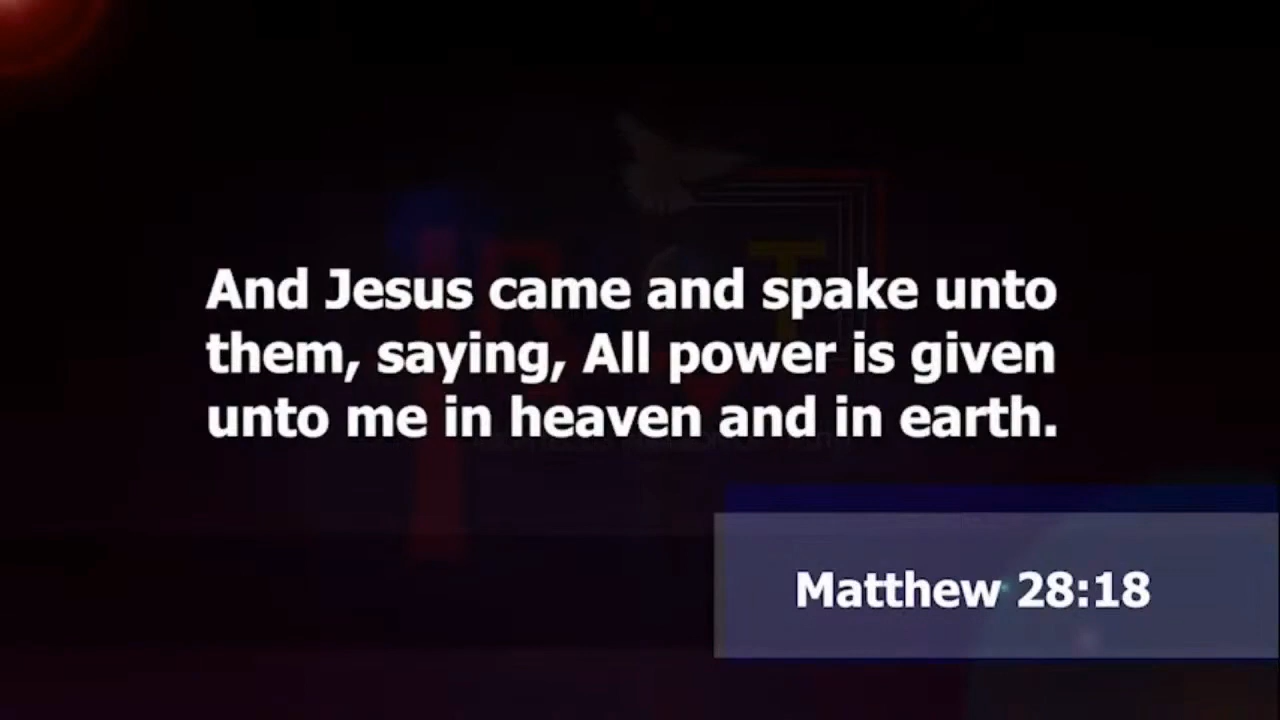 And Jesus came and spake unto
them, saying, All power is given
unto me in heaven and in earth.
Matthew 28:18